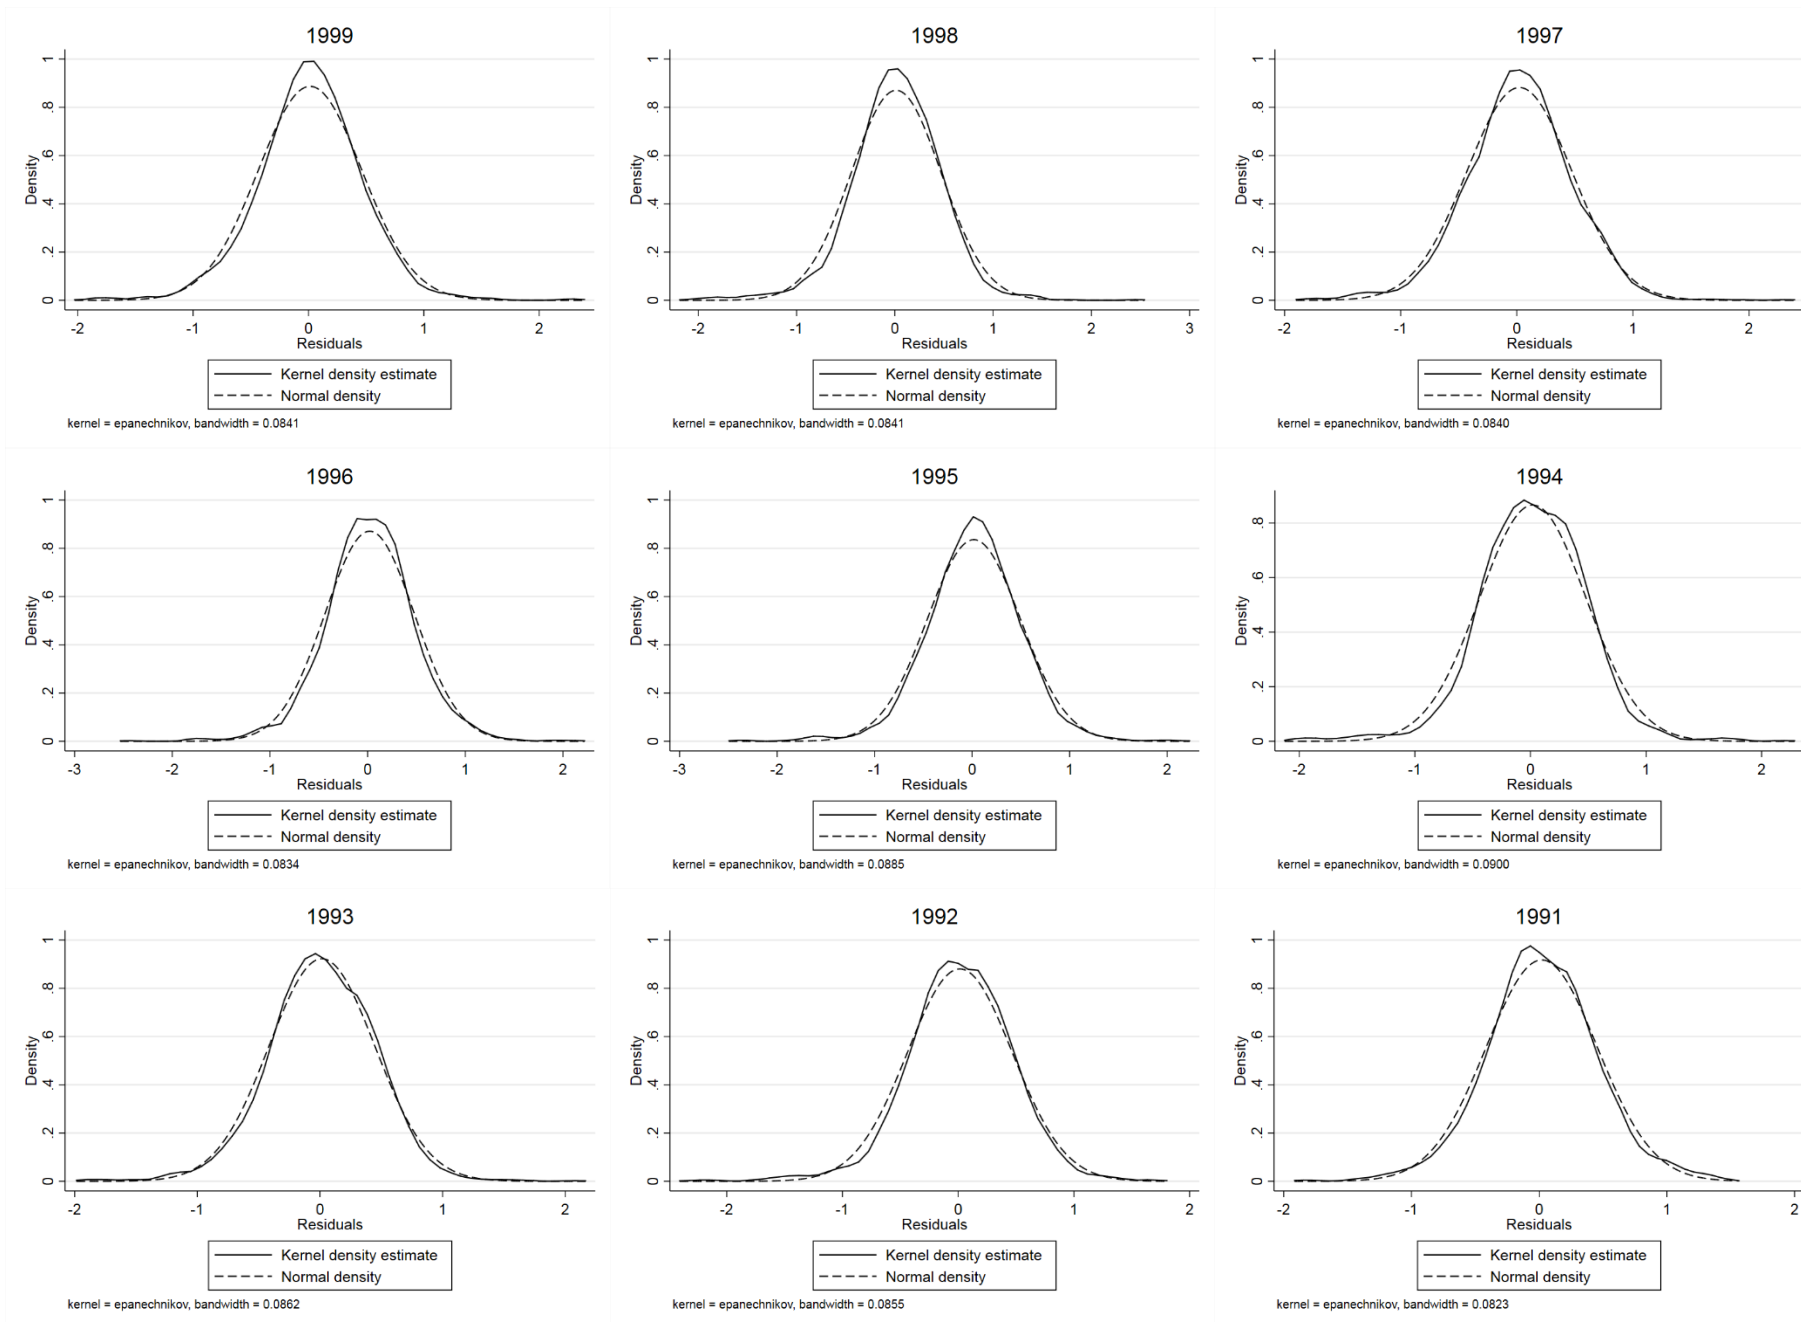 1999
Density
0 .2 .4 .6 .8 1
-2 -1 0 1 2
Residuals
Kernel density estimate
Normal density
kernel = epanechnikov, bandwidth = 0.0841
1998
Density
0 .2 .4 .6 .8 1
-2 -1 0 1 2 3
Residuals
Kernel density estimate
Normal density
kernel = epanechnikov, bandwidth = 0.0841
1997
Density
0 .2 .4 .6 .8 1
-2 -1 0 1 2
Residuals
Kernel density estimate
Normal density
kernel = epanechnikov, bandwidth = 0.0840
1996
Density
0 .2 .4 .6 .8 1
-3 -2 -1 0 1 2
Residuals
Kernel density estimate
Normal density
kernel = epanechnikov, bandwidth = 0.0834
1995
Density
0 .2 .4 .6 .8 1
-3 -2 -1 0 1 2
Residuals
Kernel density estimate
Normal density
kernel = epanechnikov, bandwidth = 0.0885
1994
Density
0 .2 .4 .6 .8
-2 -1 0 1 2
Residuals
Kernel density estimate
Normal density
kernel = epanechnikov, bandwidth = 0.0900
1993
Density
0 .2 .4 .6 .8 1
-2 -1 0 1 2
Residuals
Kernel density estimate
Normal density
kernel = epanechnikov, bandwidth = 0.0862
1992
Density
0 .2 .4 .6 .8 1
-2 -1 0 1 2
Residuals
Kernel density estimate
Normal density
kernel = epanechnikov, bandwidth = 0.0855
1991
Density
0 .2 .4 .6 .8 1
-2 -1 0 1 2
Residuals
Kernel density estimate
Normal density
kernel = epanechnikov, bandwidth = 0.0823